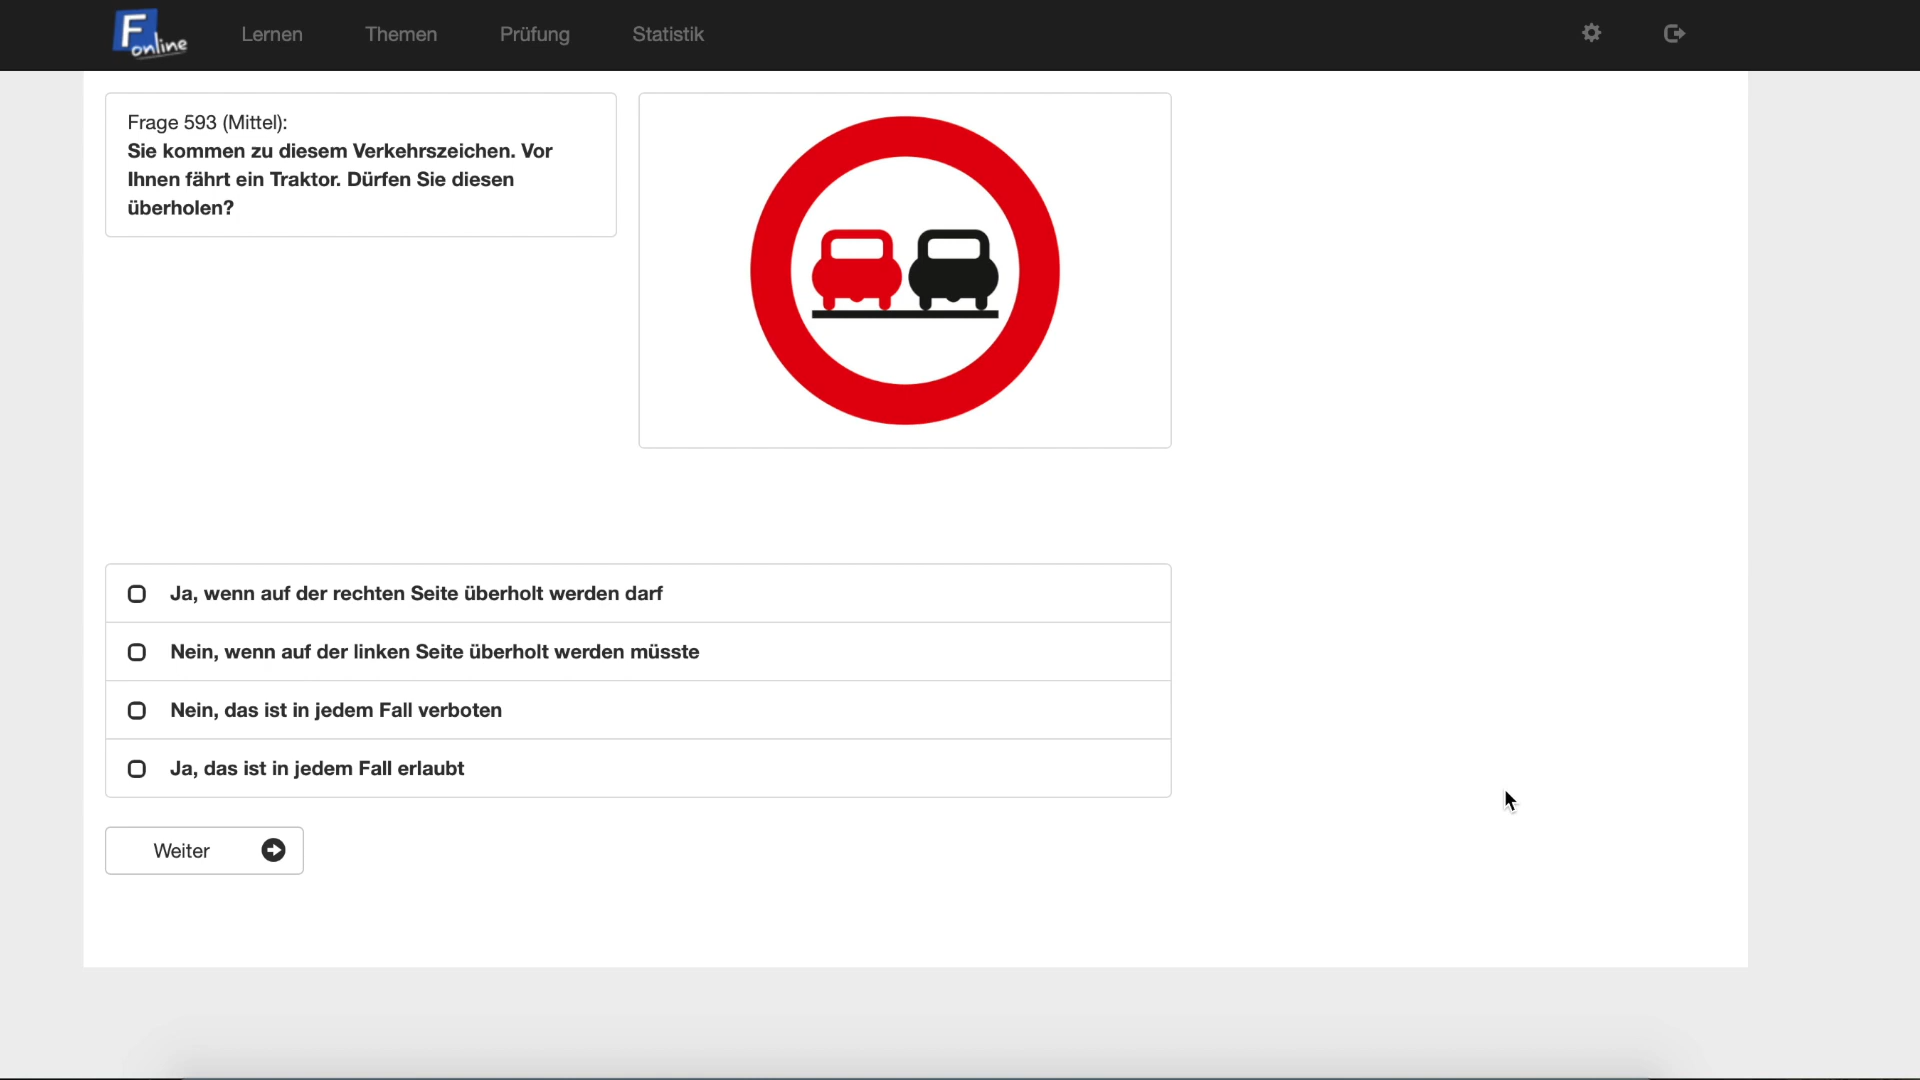 F online
Lernen
Themen
Prüfung
Statistik
Frage 593 (Mittel):
Sie kommen zu diesem Verkehrszeichen. Vor
Ihnen fährt ein Traktor. Dürfen Sie diesen
überholen?
Ja, wenn auf der rechten Seite überholt werden darf
Nein, wenn auf der linken Seite überholt werden müsste
Nein, das ist in jedem Fall verboten
Ja, das ist in jedem Fall erlaubt
Weiter